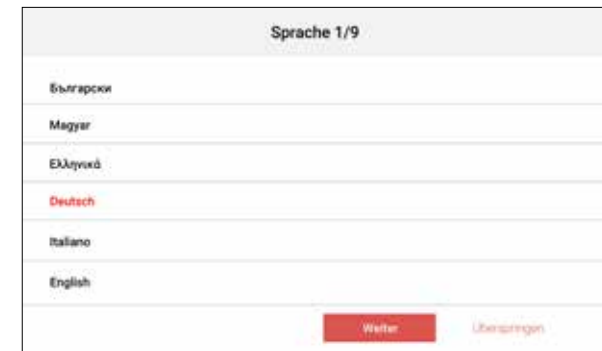 Sprache 1/9
Български
Magyar
Ελληνικά
Deutsch
Italiano
English
Weiter Überspringen